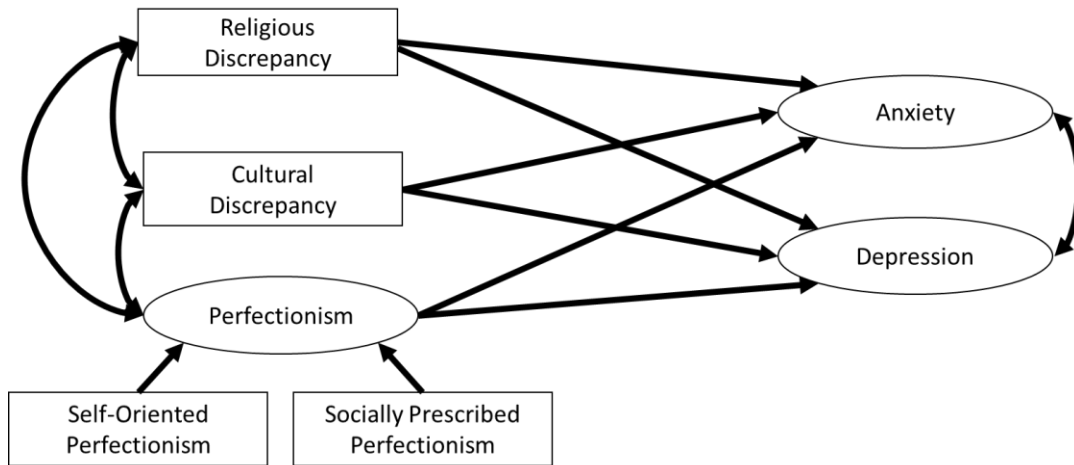 Religious
Discrepancy
Anxiety
Cultural
Discrepancy
Depression
Perfectionism
Self-Oriented
Perfectionism
Socially Prescribed
Perfectionism